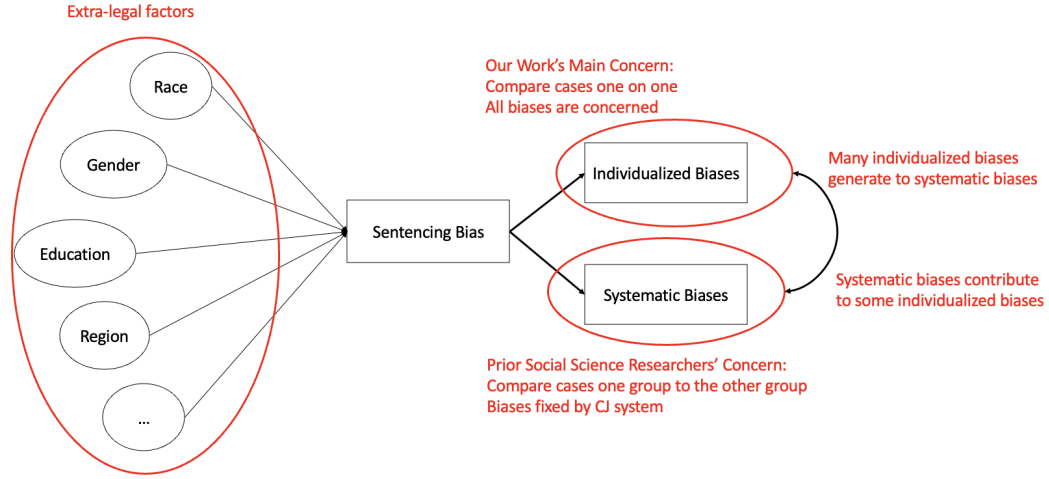 Extra-legal factors
Race
Gender
Education
Region
...
Sentencing Bias
Our Work's Main Concern:
Compare cases one on one
All biases are concerned
Individualized Biases
Systematic Biases
Prior Social Science Researchers' Concern:
Compare cases one group to the other group
Biases fixed by CJ system
Many individualized biases
generate to systematic biases
Systematic biases contribute
to some individualized biases